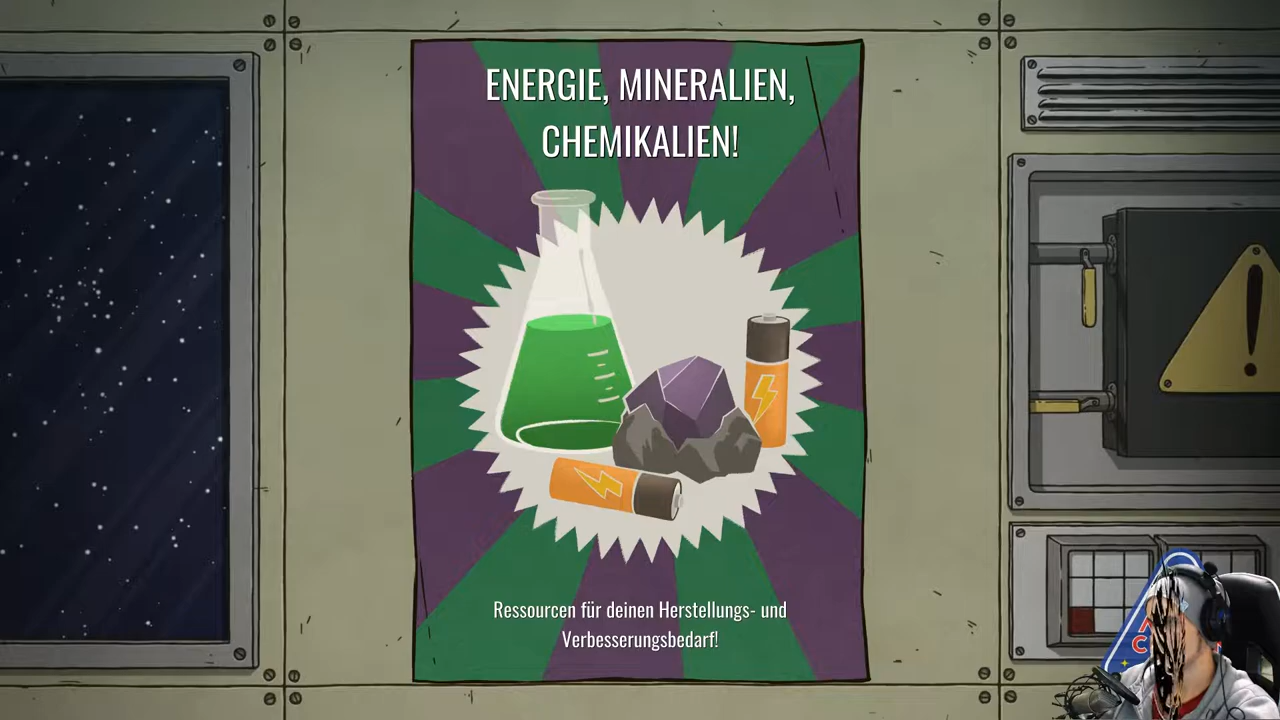 ENERGIE, MINERALIEN,
CHEMIKALIEN!
Ressourcen für deinen Herstellungs- und
Verbesserungsbedarf!